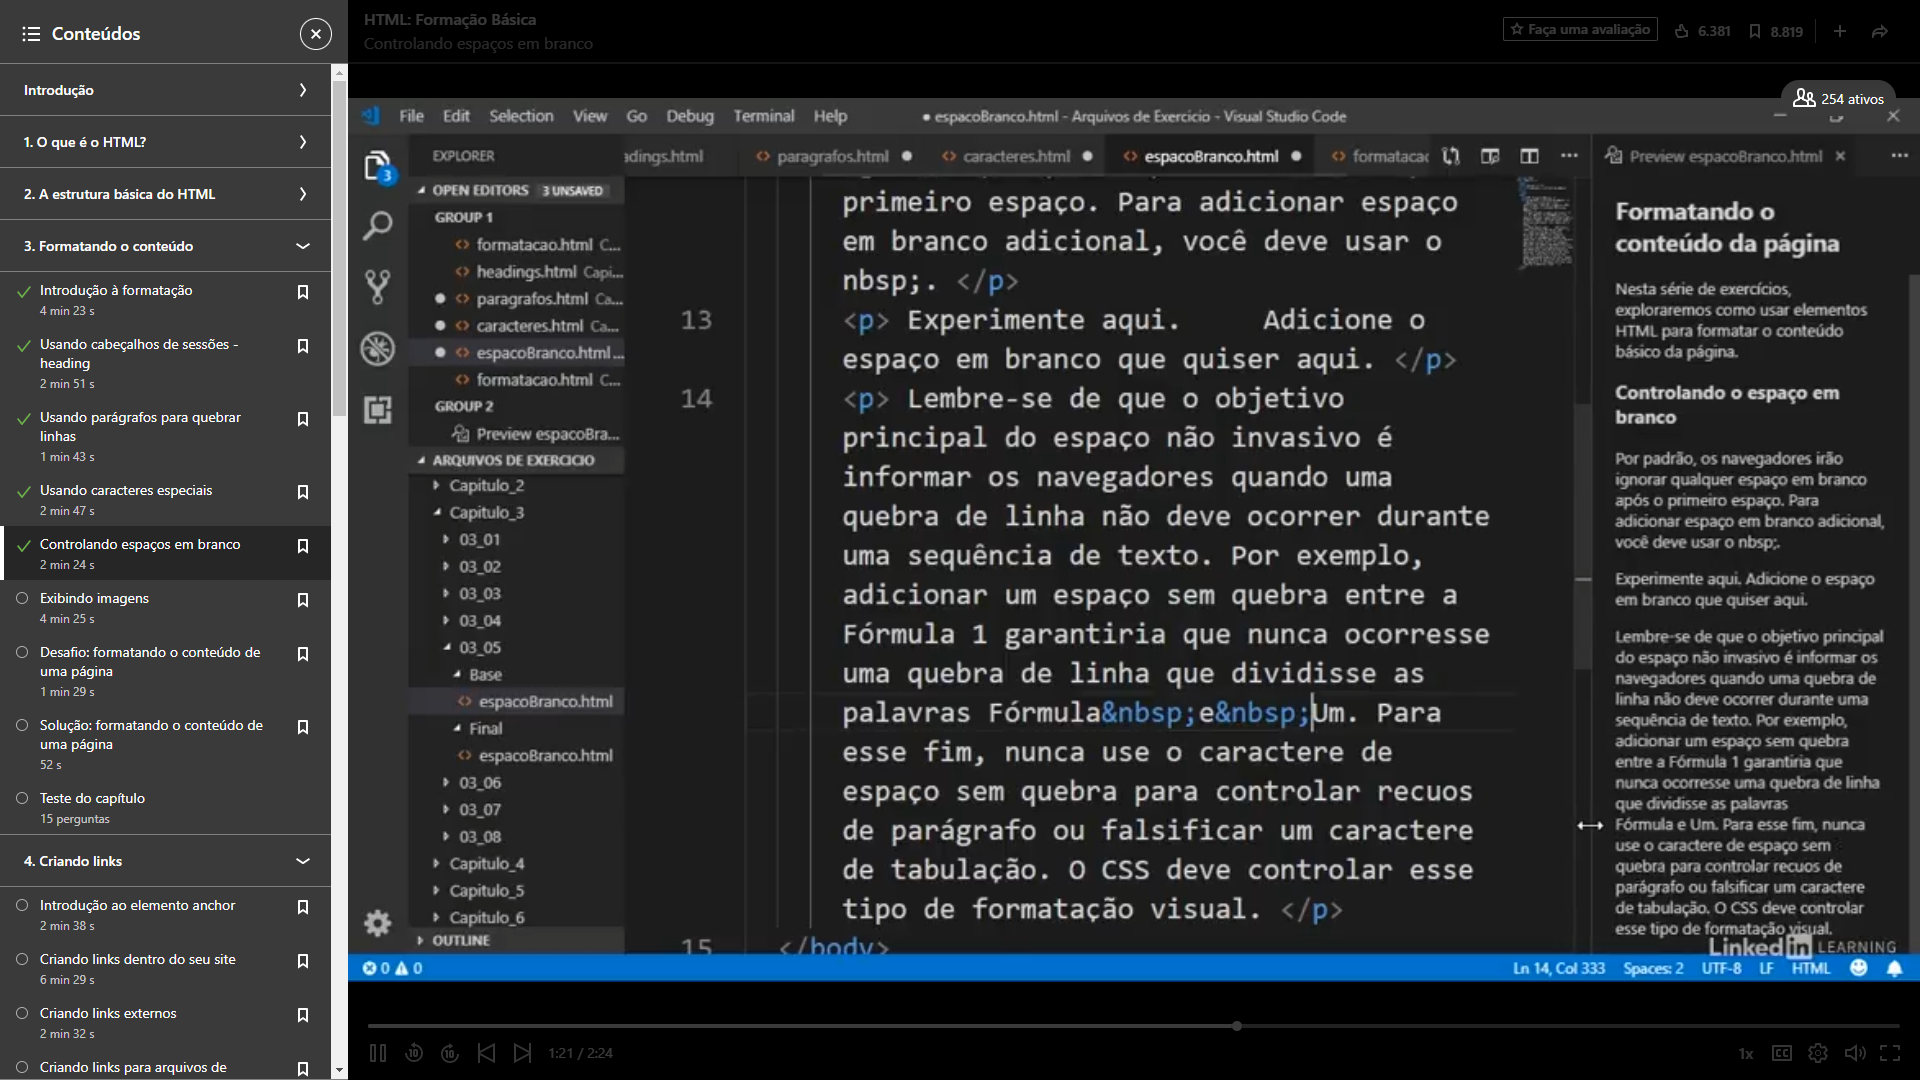 Conteúdos
Introdução
1. O que é o HTML?
2. A estrutura básica do HTML
3. Formatando o conteúdo
Introdução à formatação
4 min 23 s
Usando cabeçalhos de sessões -
heading
2 min 51 s
Usando parágrafos para quebrar
linhas
1 min 43 s
Usando caracteres especiais
2 min 47 s
Controlando espaços em branco
2 min 24 s
Exibindo imagens
4 min 25 s
Desafio: formatando o conteúdo de
uma página
1 min 29 s
Solução: formatando o conteúdo de
uma página
52 s
Teste do capítulo
15 perguntas
4. Criando links
Introdução ao elemento anchor
2 min 38 s
Criando links dentro do seu site
6 min 29 s
Criando links externos
2 min 32 s
Criando links para arquivos de
HTML: Formação Básica
Controlando espaços em branco
Faça uma avaliação
6.381
8.819
254 ativos
File Edit Selection View Go Debug Terminal Help
● espacoBranco.html - Arquivos de Exercicio - Visual Studio Code
3
EXPLORER
OPEN EDITORS 3 UNSAVED
GROUP 1
formatacao.html C...
headings.html Capi...
paragrafos.html Ca...
caracteres.html Ca...
espacoBranco.html ...
formatacao.html C...
GROUP 2
Preview espacoBra...
ARQUIVOS DE EXERCICIO
Capitulo_2
Capitulo_3
03_01
03_02
03_03
03_04
03_05
Base
espacoBranco.html
Final
espacoBranco.html
03_06
03_07
03_08
Capitulo_4
Capitulo_5
Capitulo_6
OUTLINE
adings.html paragrafos.html caracteres.html espacoBranco.html formatacao
primeiro espaço. Para adicionar espaço
em branco adicional, você deve usar o
nbsp;. </p>
13 <p> Experimente aqui. Adicione o
espaço em branco que quiser aqui. </p>
14 <p> Lembre-se de que o objetivo
principal do espaço não invasivo é
informar os navegadores quando uma
quebra de linha não deve ocorrer durante
uma sequência de texto. Por exemplo,
adicionar um espaço sem quebra entre a
Fórmula 1 garantiria que nunca ocorresse
uma quebra de linha que dividisse as
palavras Fórmula&nbsp;e&nbsp;Um. Para
esse fim, nunca use o caractere de
espaço sem quebra para controlar recuos
de parágrafo ou falsificar um caractere
de tabulação. O CSS deve controlar esse
tipo de formatação visual. </p>
15 </body>
Preview espacoBranco.html
Formatando o
conteúdo da página
Nesta série de exercícios,
exploraremos como usar elementos
HTML para formatar o conteúdo
básico da página.
Controlando o espaço em
branco
Por padrão, os navegadores irão
ignorar qualquer espaço em branco
após o primeiro espaço. Para
adicionar espaço em branco adicional,
você deve usar o nbsp;.
Experimente aqui. Adicione o espaço
em branco que quiser aqui.
Lembre-se de que o objetivo principal
do espaço não invasivo é informar os
navegadores quando uma quebra de
linha não deve ocorrer durante uma
sequência de texto. Por exemplo,
adicionar um espaço sem quebra
entre a Fórmula 1 garantiria que
nunca ocorresse uma quebra de linha
que dividisse as palavras
Fórmula e Um. Para esse fim, nunca
use o caractere de espaço sem
quebra para controlar recuos de
parágrafo ou falsificar um caractere
de tabulação. O CSS deve controlar
esse tipo de formatação visual.
Linked in LEARNING
0 0
Ln 14, Col 333 Spaces: 2 UTF-8 LF HTML
10 10 1:21 / 2:24
1x CC